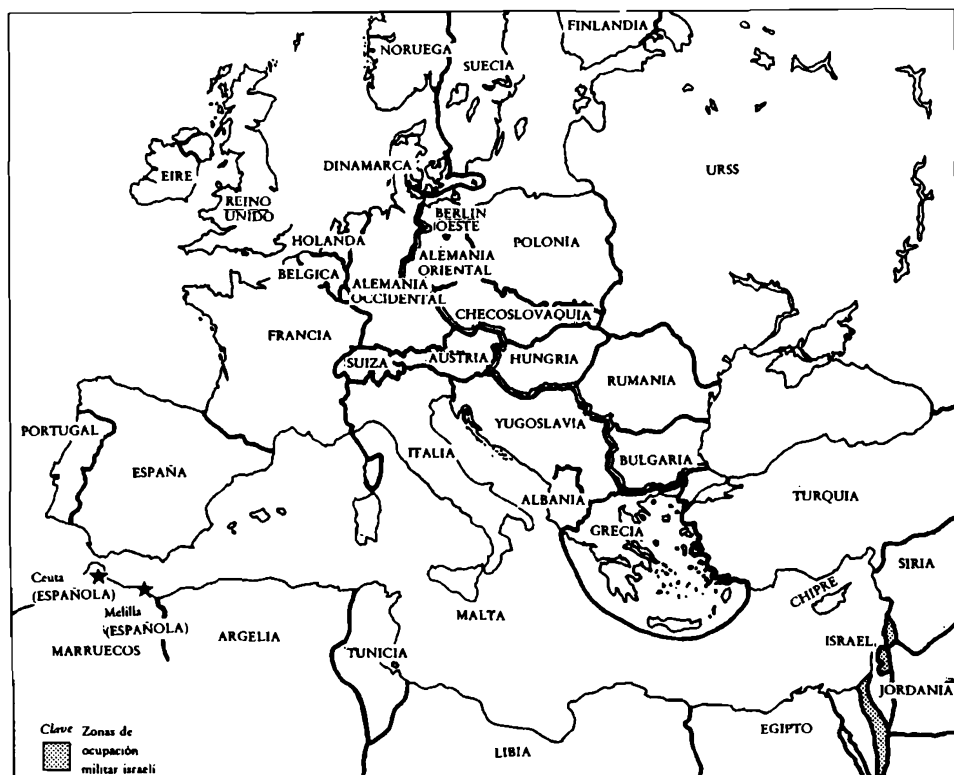 FINLANDIA
NORUEGA
SUECIA
EIRE
REINO
UNIDO
DINAMARCA
URSS
BERLIN
OESTE
HOLANDA
POLONIA
BELGICA
ALEMANIA
ORIENTAL
ALEMANIA
OCCIDENTAL
CHECOSLOVAQUIA
FRANCIA
SUIZA
AUSTRIA
HUNGRIA
RUMANIA
PORTUGAL
ESPAÑA
ITALIA
YUGOSLAVIA
BULGARIA
ALBANIA
GRECIA
TURQUIA
Ceuta
(ESPAÑOLA)
Melilla
(ESPAÑOLA)
MARRUECOS
ARGELIA
TUNICIA
MALTA
CHIPRE
SIRIA
ISRAEL
JORDANIA
LIBIA
EGIPTO
Clave Zonas de
ocupación
militar israelí